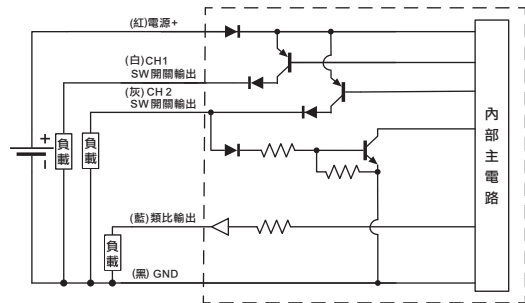 (紅)電源+
(白)CH1
SW開關輸出
(灰)CH 2
SW開關輸出
+
負載
負載
內部主電路
(藍)類比輸出
負載
(黑) GND